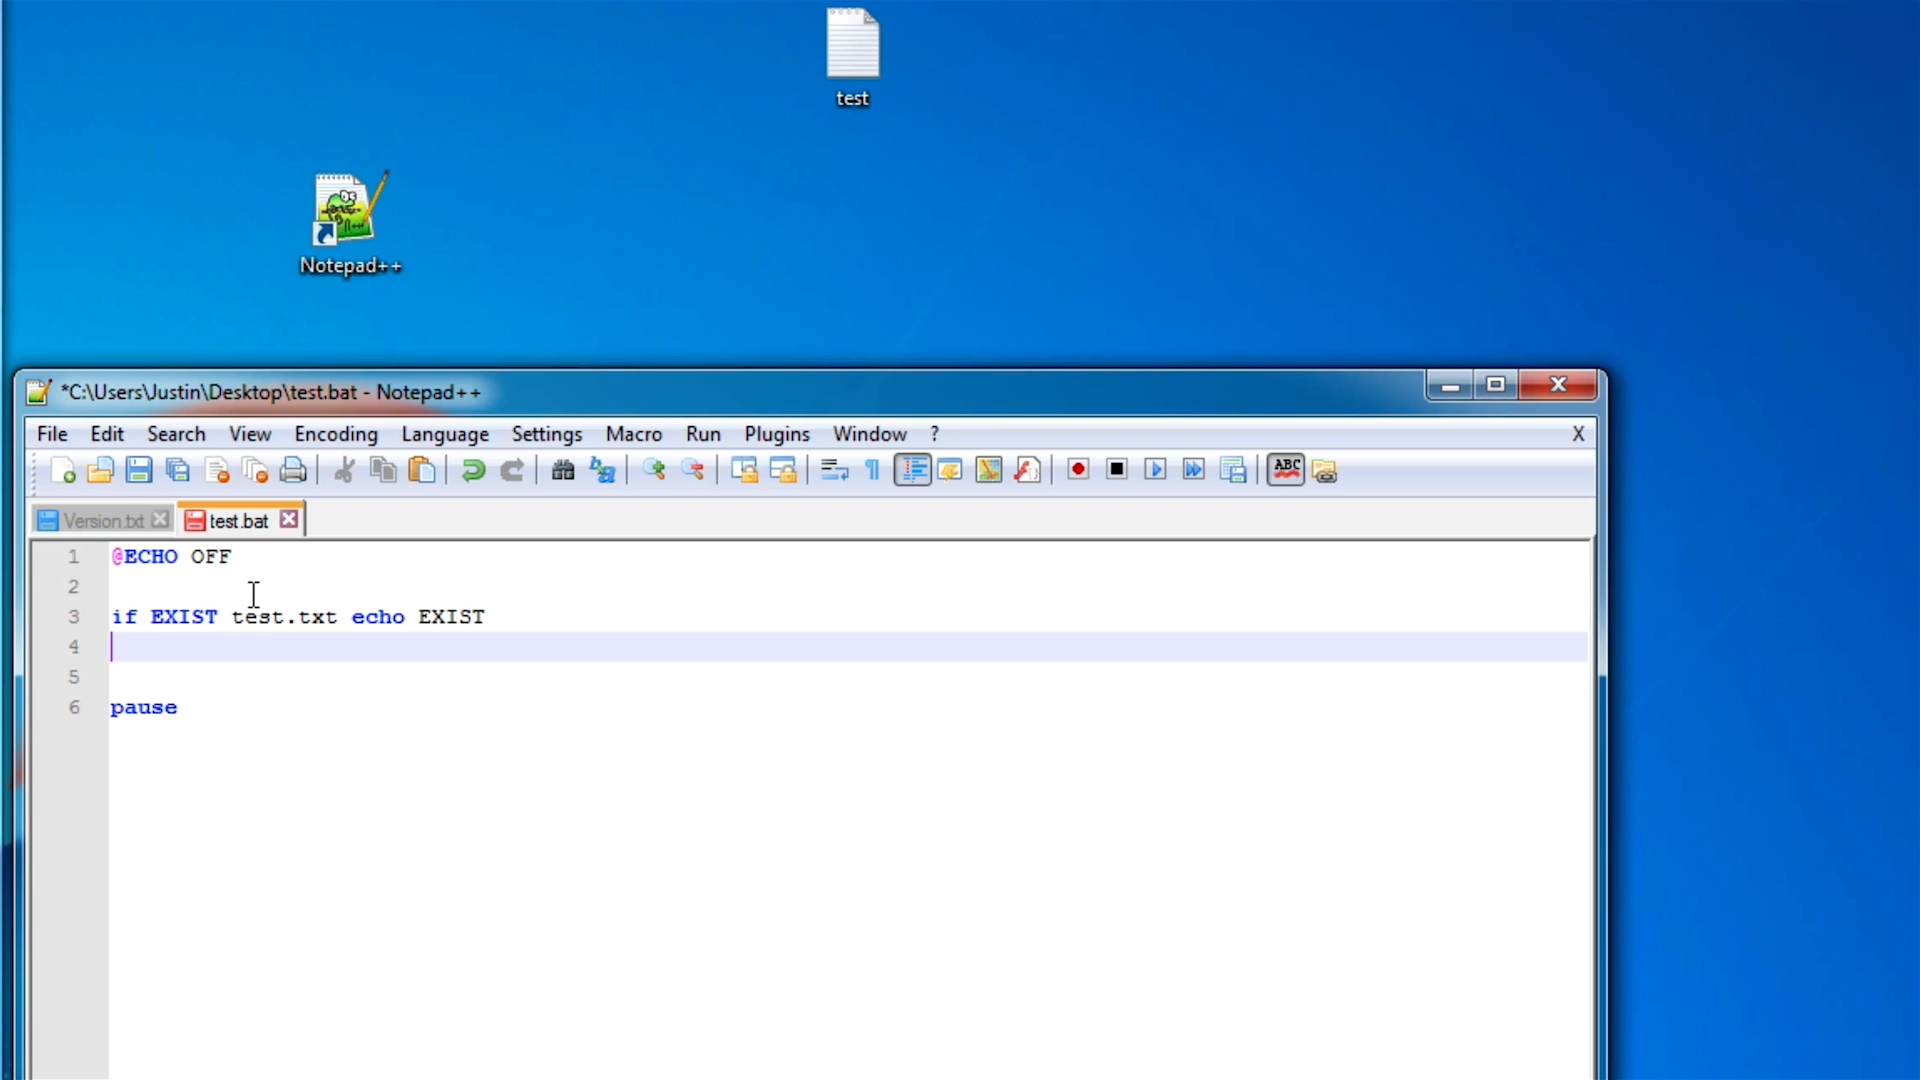 test
Notepad++
*C:\Users\Justin\Desktop\test.bat - Notepad++
File Edit Search View Encoding Language Settings Macro Run Plugins Window ? X
ABC
Version.txt test.bat
1 @ECHO OFF
2
3 if EXIST test.txt echo EXIST
4
5
6 pause